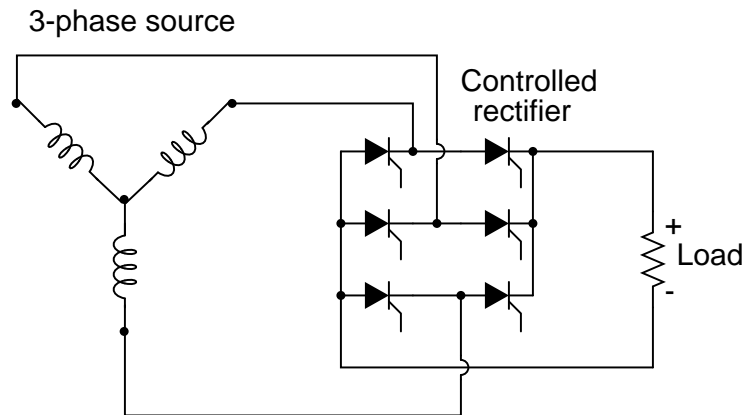 3-phase source
Controlled
rectifier
+
Load
-